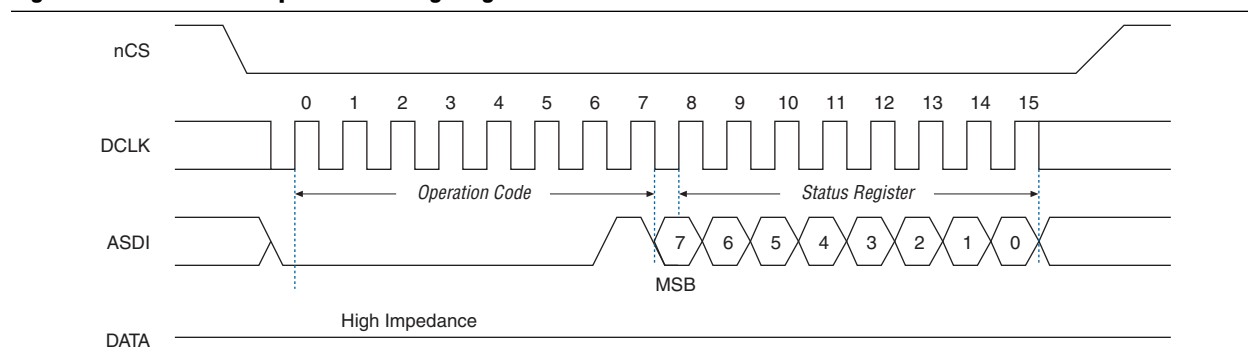 nCS
0 1 2 3 4 5 6 7 8 9 10 11 12 13 14 15
DCLK
Operation Code Status Register
ASDI 7 6 5 4 3 2 1 0
MSB
High Impedance
DATA